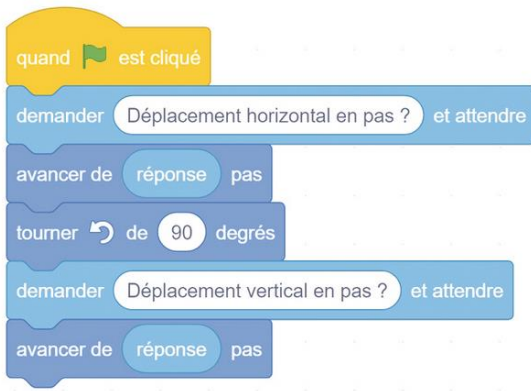 quand est cliqué
demander Déplacement horizontal en pas ? et attendre
avancer de réponse pas
tourner de 90 degrés
demander Déplacement vertical en pas ? et attendre
avancer de réponse pas